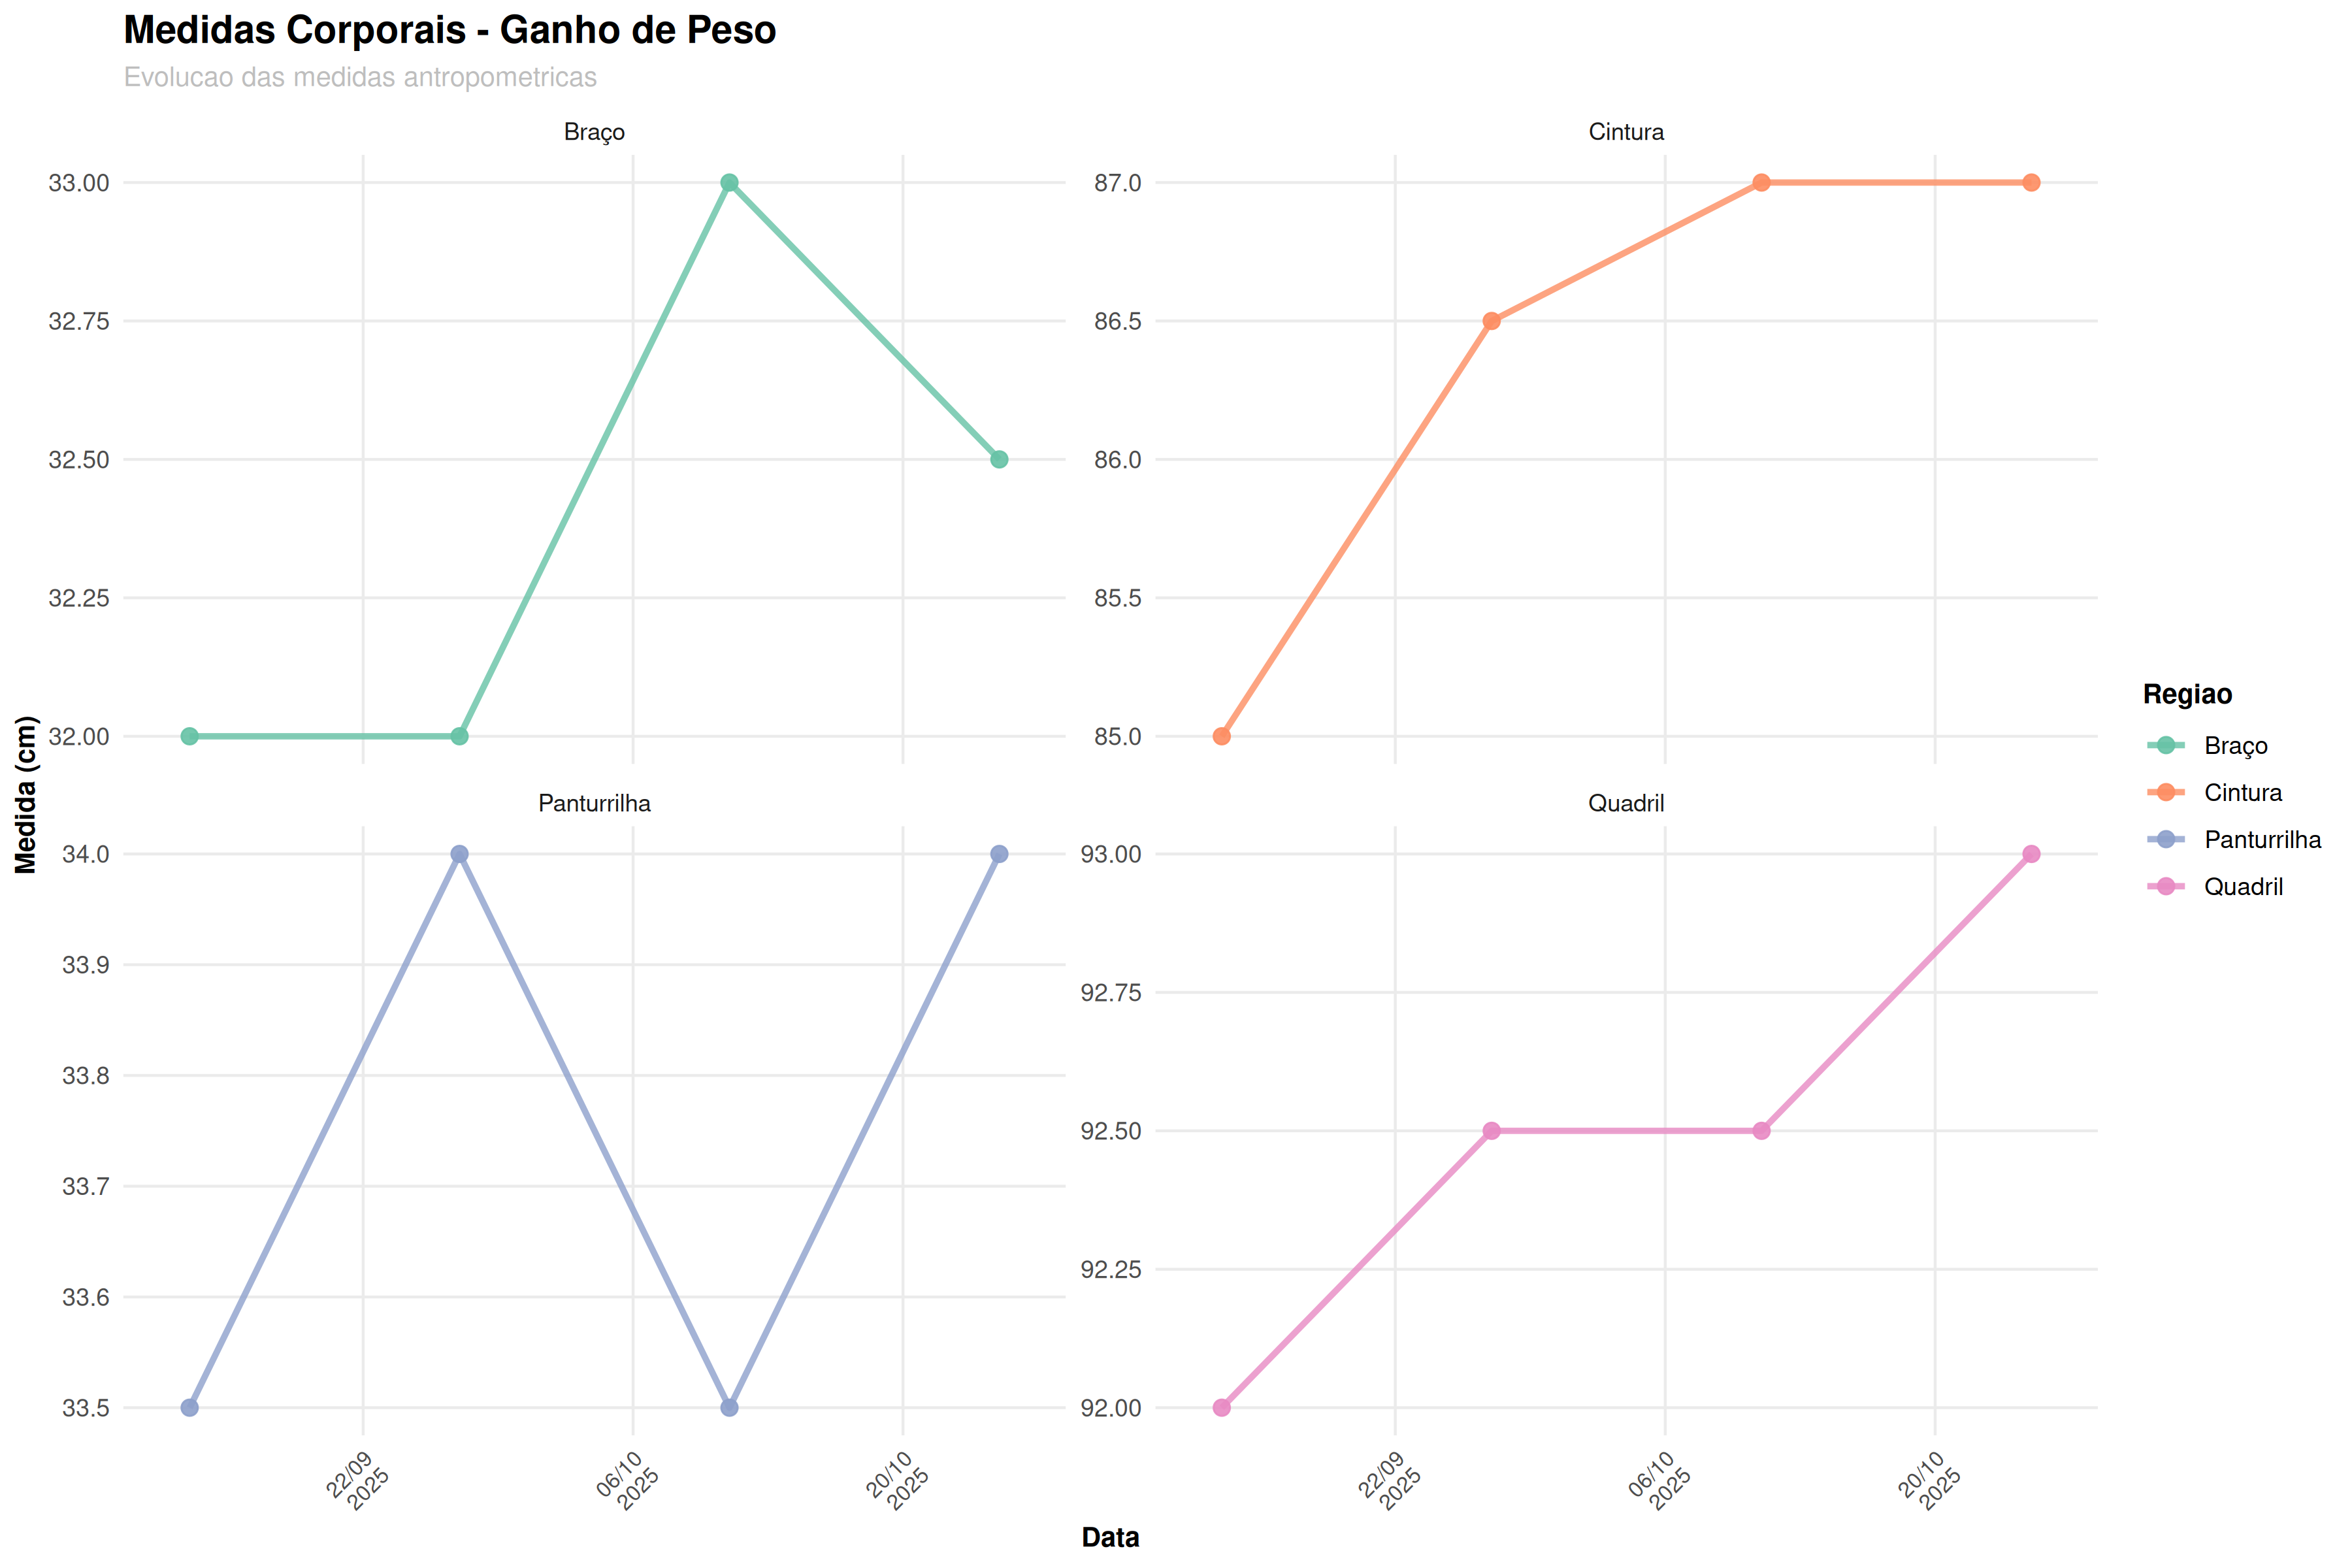 Medidas Corporais - Ganho de Peso
Evolucao das medidas antropometricas
Braço
33.00
32.75
32.50
32.25
32.00
Cintura
87.0
86.5
86.0
85.5
85.0
Medida (cm)
Panturrilha
34.0
33.9
33.8
33.7
33.6
33.5
22/09
2025
06/10
2025
20/10
2025
Quadril
93.00
92.75
92.50
92.25
92.00
22/09
2025
06/10
2025
20/10
2025
Data
Regiao
Braço
Cintura
Panturrilha
Quadril